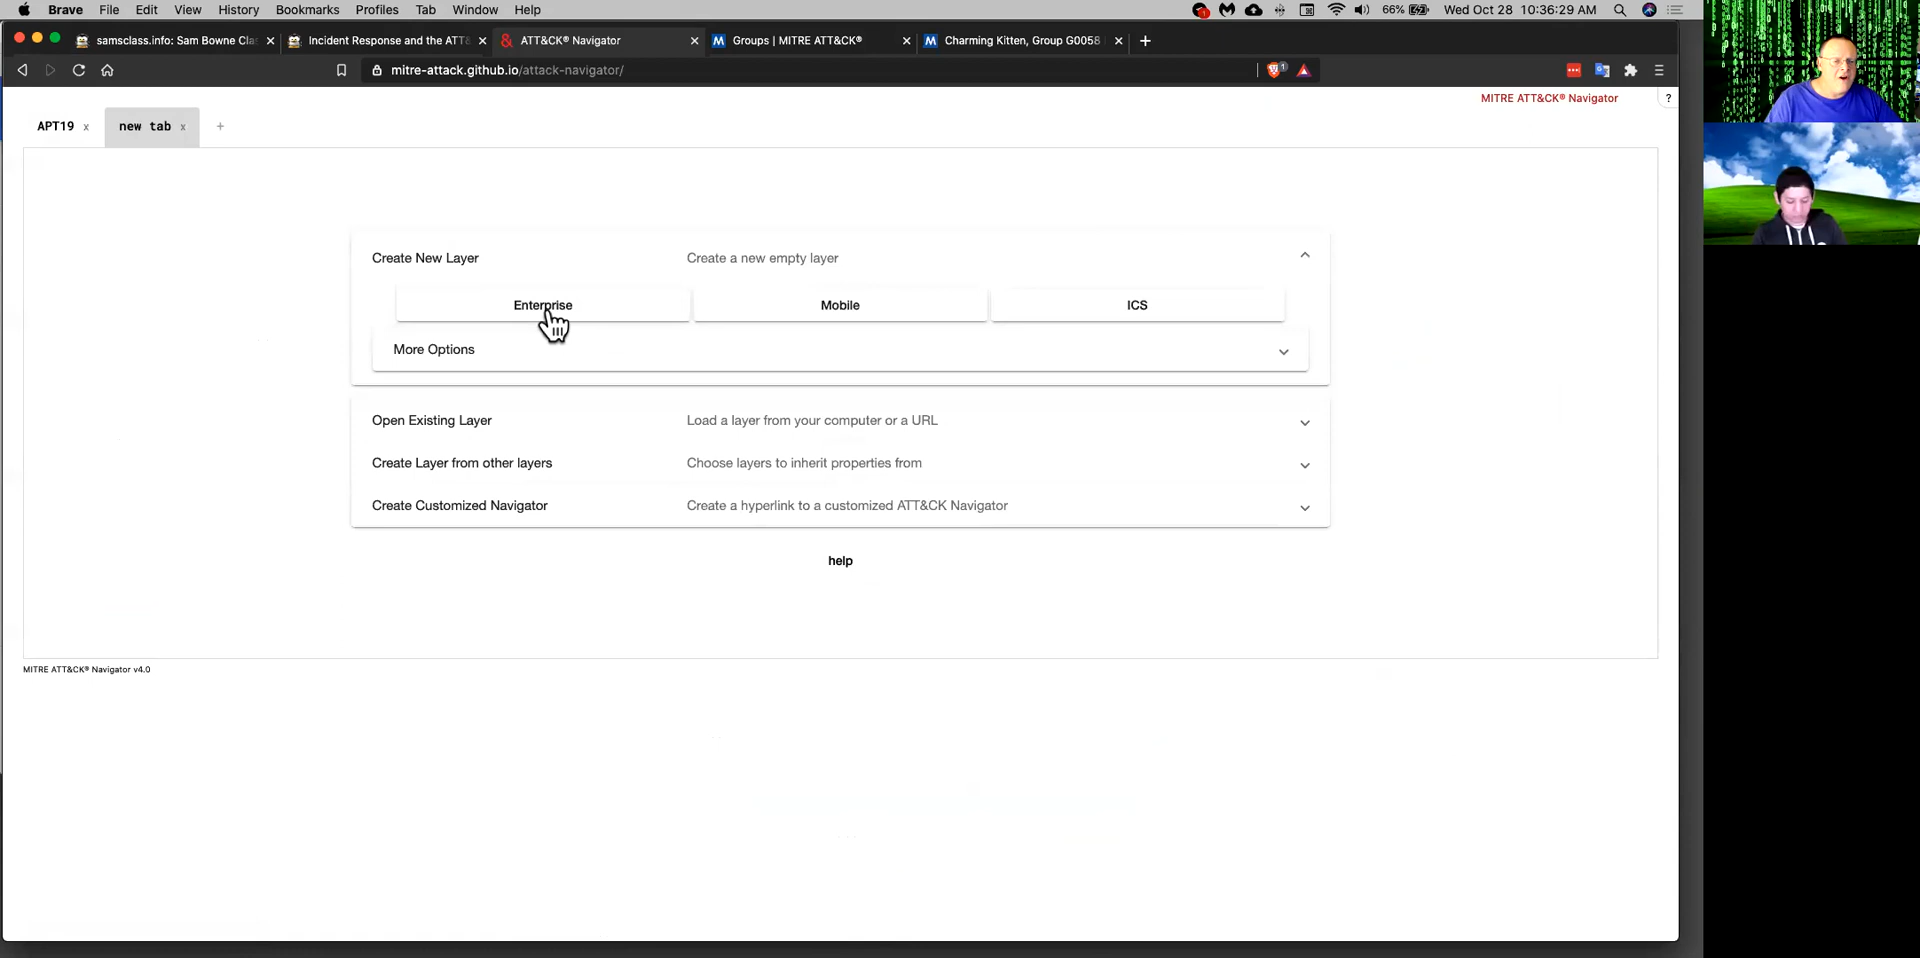 Brave File Edit View History Bookmarks Profiles Tab Window Help 66% Wed Oct 28 10:36:29 AM
samsclass.info: Sam Bowne Cla Incident Response and the ATT& ATT&CK® Navigator Groups | MITRE ATT&CK® Charming Kitten, Group G0058
mitre-attack.github.io/attack-navigator/
MITRE ATT&CK® Navigator ?
APT19 x new tab x +
Create New Layer Create a new empty layer
Enterprise Mobile ICS
More Options
Open Existing Layer Load a layer from your computer or a URL
Create Layer from other layers Choose layers to inherit properties from
Create Customized Navigator Create a hyperlink to a customized ATT&CK Navigator
help
MITRE ATT&CK® Navigator v4.0